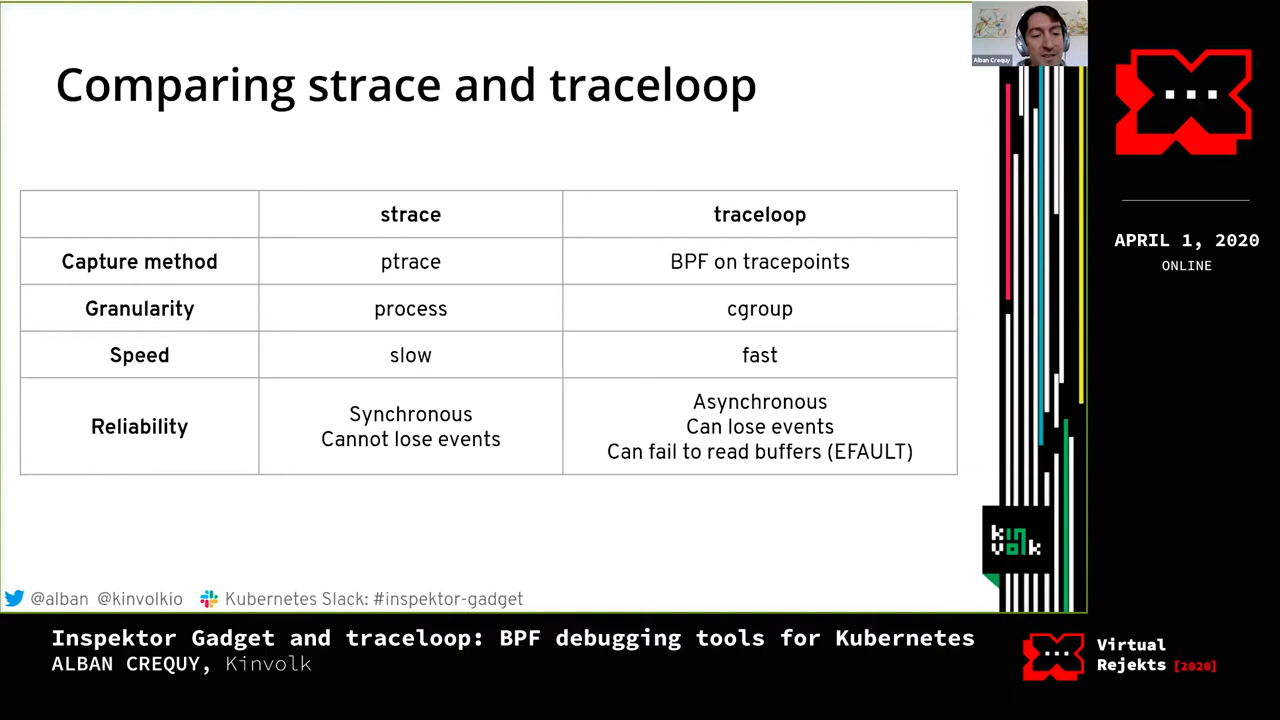 Comparing strace and traceloop
strace traceloop
Capture method ptrace BPF on tracepoints
Granularity process cgroup
Speed slow fast
Reliability
Synchronous
Cannot lose events
Asynchronous
Can lose events
Can fail to read buffers (EFAULT)
@alban @kinvolkio Kubernetes Slack: #inspektor-gadget
Alban Crequy
kin
volk
APRIL 1, 2020
ONLINE
Inspektor Gadget and traceloop: BPF debugging tools for Kubernetes
ALBAN CREQUY, Kinvolk
Virtual
Rejekts [2020]